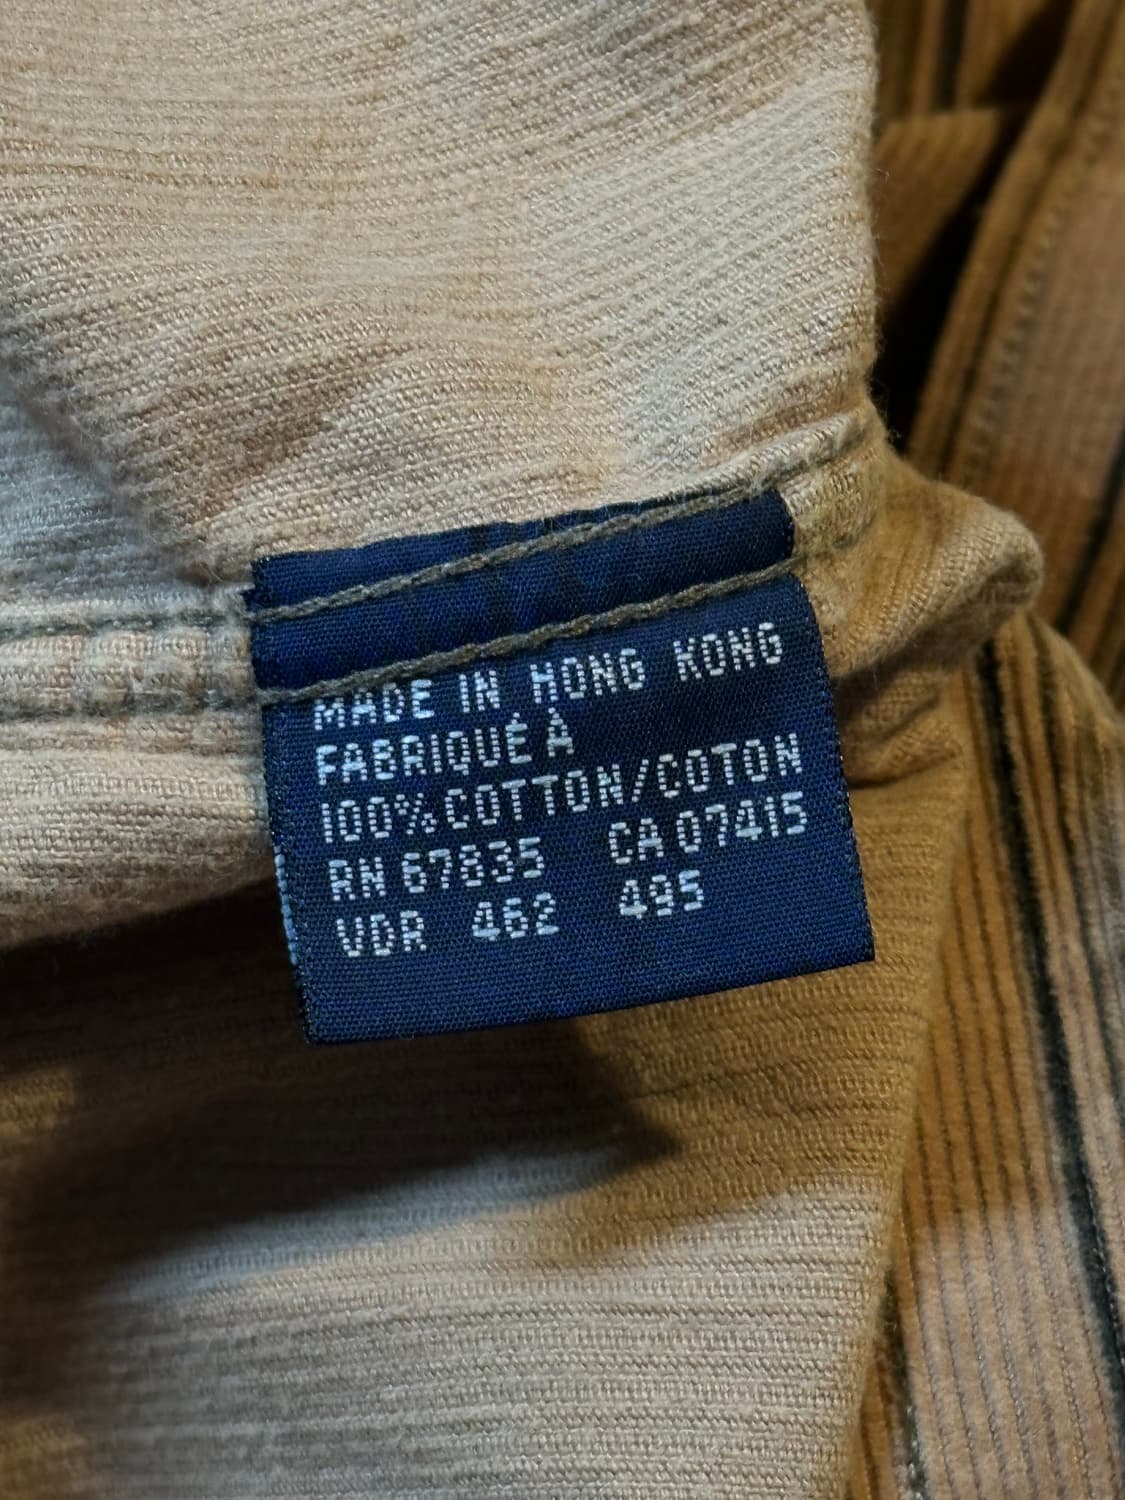 MADE IN HONG KONG
FABRIQUÉ À
100% COTTON/COTON
RN 67835 CA 07415
VDR 462 495